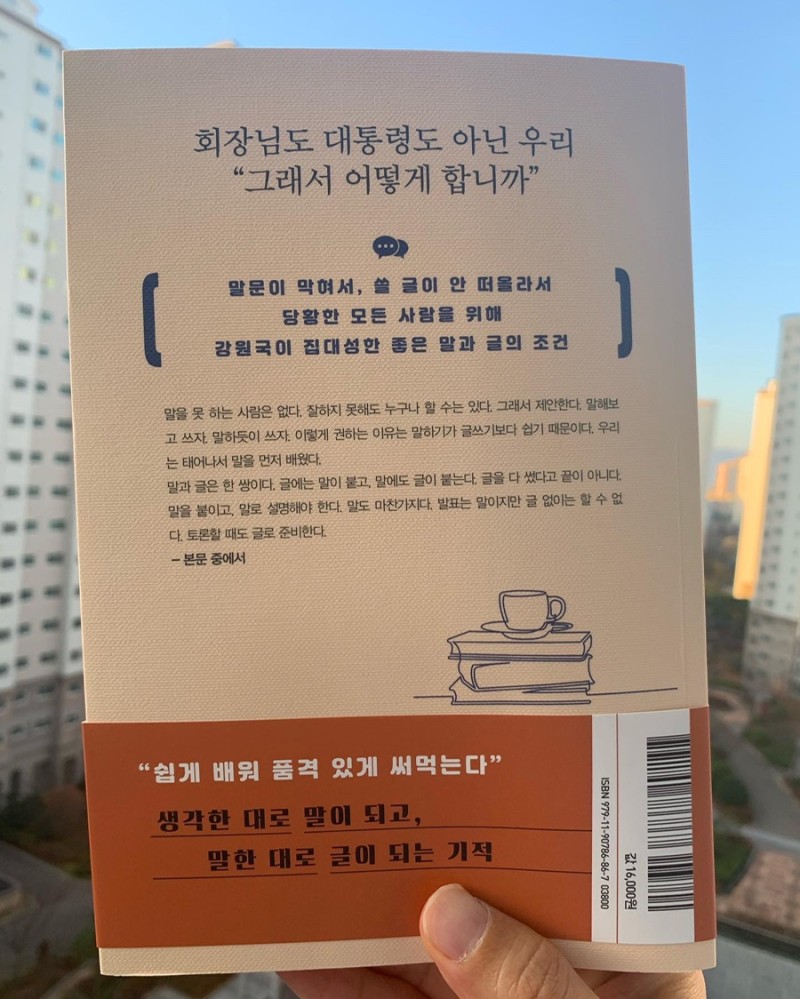 회장님도 대통령도 아닌 우리
“그래서 어떻게 합니까”
말문이 막혀서, 쓸 글이 안 떠올라서
당황한 모든 사람을 위해
강원국이 집대성한 좋은 말과 글의 조건
말을 못 하는 사람은 없다. 잘하지 못해도 누구나 할 수는 있다. 그래서 제안한다. 말해보
고 쓰자. 말하듯이 쓰자. 이렇게 권하는 이유는 말하기가 글쓰기보다 쉽기 때문이다. 우리
는 태어나서 말을 먼저 배웠다.
말과 글은 한 쌍이다. 글에는 말이 붙고, 말에도 글이 붙는다. 글을 다 썼다고 끝이 아니다.
말을 붙이고, 말로 설명해야 한다. 말도 마찬가지다. 발표는 말이지만 글 없이는 할 수 없
다. 토론할 때도 글로 준비한다.
– 본문 중에서
“쉽게 배워 품격 있게 써먹는다”
생각한 대로 말이 되고,
말한 대로 글이 되는 기적
ISBN 979-11-90786-86-7 03800
값 16,000원